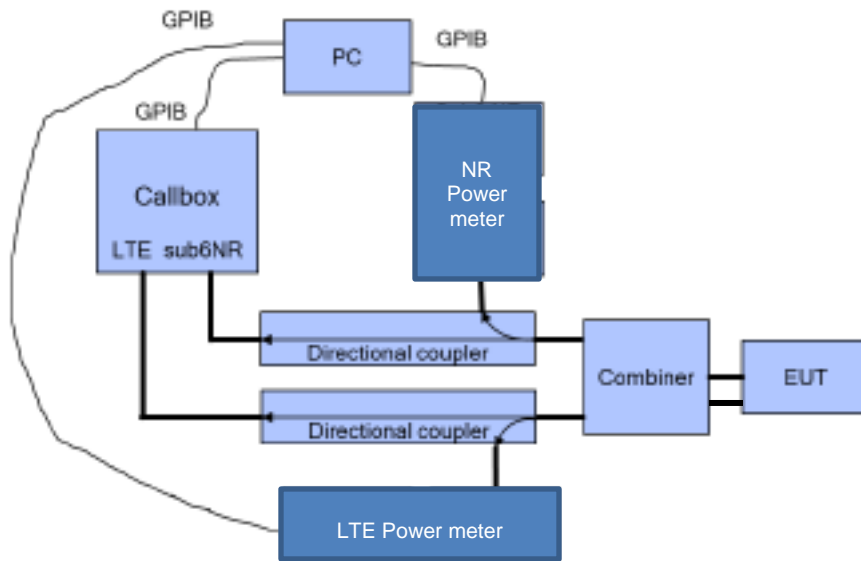 GPIB
PC
GPIB
GPIB
NR
Power
meter
Callbox
LTE sub6NR
Directional coupler
Combiner
EUT
Directional coupler
LTE Power meter